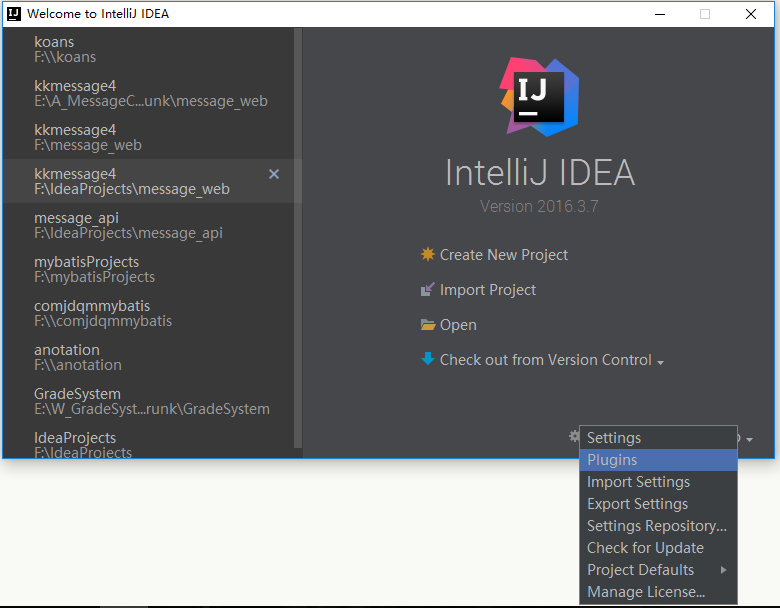 Welcome to IntelliJ IDEA
koans
F:\\koans
kkmessage4
E:\A_MessageC...unk\message_web
kkmessage4
F:\message_web
kkmessage4
F:\IdeaProjects\message_web
message_api
F:\IdeaProjects\message_api
mybatisProjects
F:\mybatisProjects
comjdqmmybatis
F:\\comjdqmmybatis
anotation
F:\\anotation
GradeSystem
E:\W_GradeSyst...runk\GradeSystem
IdeaProjects
F:\IdeaProjects
IJ
IntelliJ IDEA
Version 2016.3.7
Create New Project
Import Project
Open
Check out from Version Control
Settings
Plugins
Import Settings
Export Settings
Settings Repository...
Check for Update
Project Defaults
Manage License...